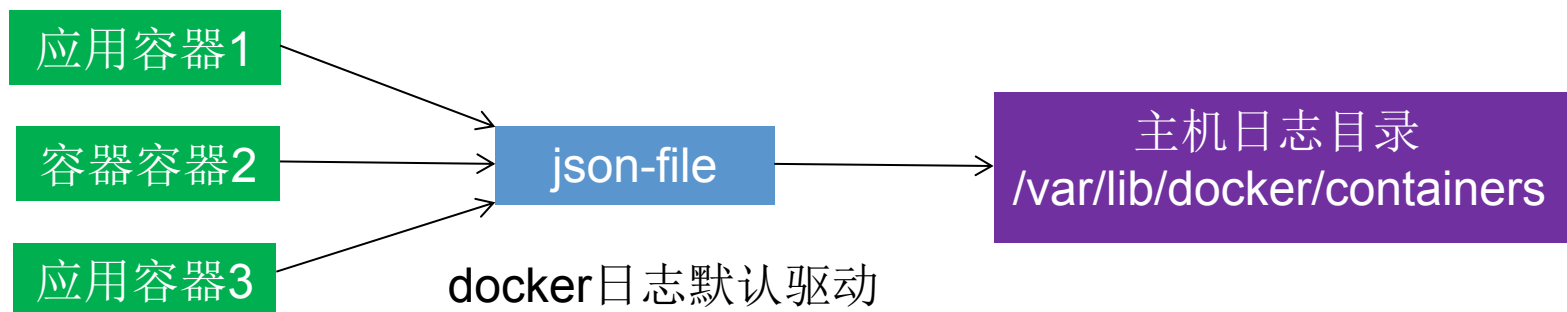 应用容器1
容器容器2
应用容器3
json-file
docker日志默认驱动
主机日志目录
/var/lib/docker/containers